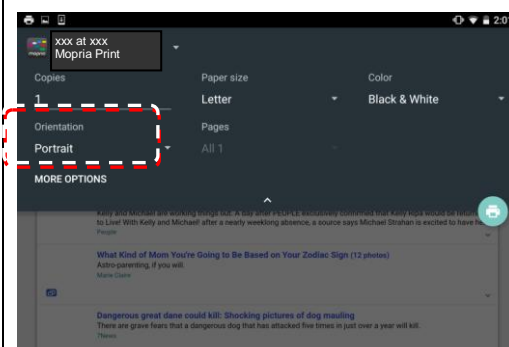 2:0
xxx at xxx
Mopria Print
Copies
Paper size
Color
1
Letter
Black & White
Orientation
Pages
Portrait
All 1
MORE OPTIONS
Kelly and Michael are working things out. A day after PEOPLE exclusively confirmed that Kelly Ripa would be return
to Live! With Kelly and Michael! after a nearly weeklong absence, a source says Michael Strahan is excited to have he
People
What Kind of Mom You're Going to Be Based on Your Zodiac Sign (12 photos)
Astro-parenting, if you will.
Marie Claire
Dangerous great dane could kill: Shocking pictures of dog mauling
There are grave fears that a dangerous dog that has attacked five times in just over a year will kill.
7News